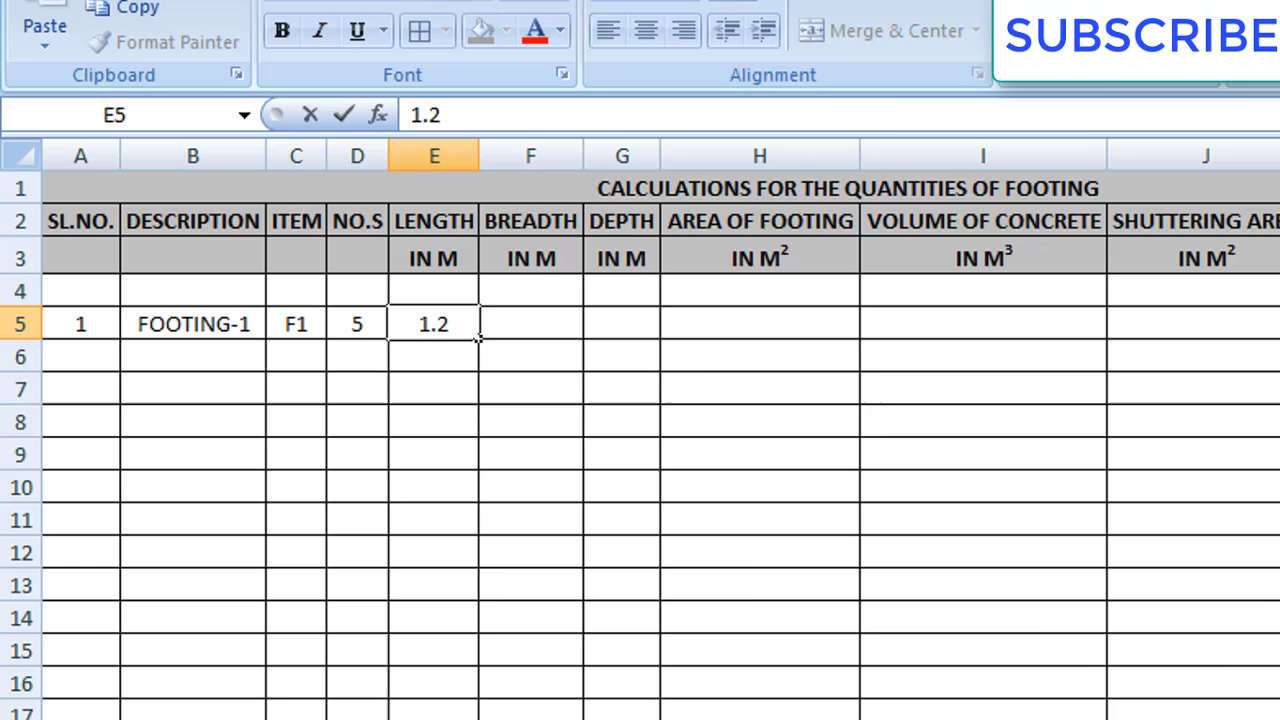 Copy
SUBSCRIBE
Paste
Format Painter
B I U A
Merge & Center
Clipboard Font Alignment
E5 fx 1.2
A B C D E F G H I J
1 CALCULATIONS FOR THE QUANTITIES OF FOOTING
2 SL.NO. DESCRIPTION ITEM NO.S LENGTH BREADTH DEPTH AREA OF FOOTING VOLUME OF CONCRETE SHUTTERING ARE
3 IN M IN M IN M IN M² IN M³ IN M²
4
5 1 FOOTING-1 F1 5 1.2
6
7
8
9
10
11
12
13
14
15
16
17